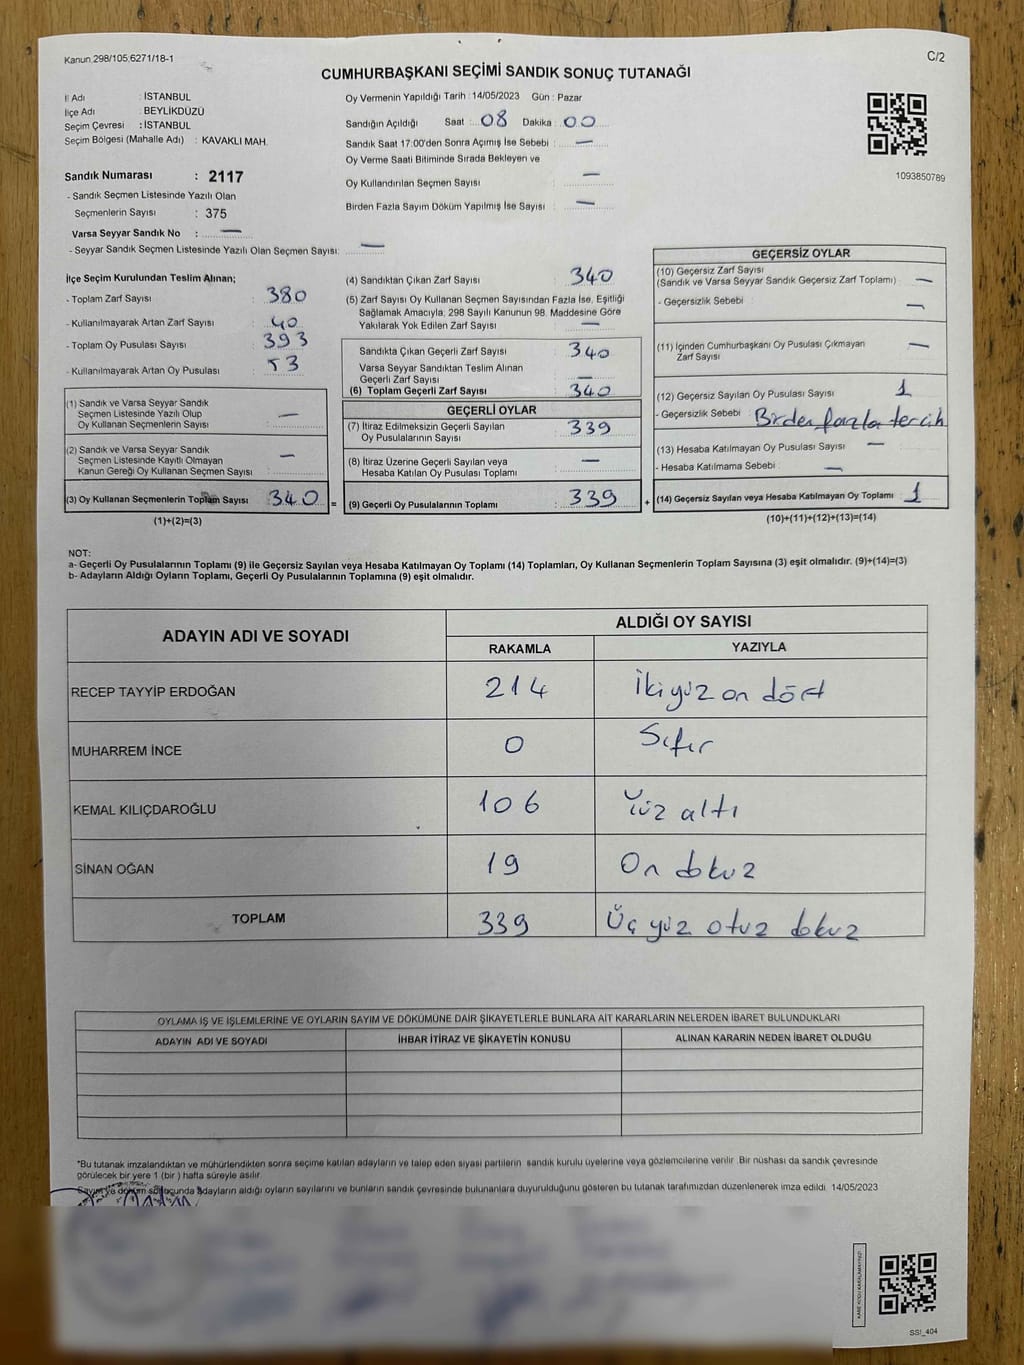 Kanun 298/105;6271/18-1
C/2
CUMHURBAŞKANI SEÇİMİ SANDIK SONUÇ TUTANAĞI
İl Adı : İSTANBUL
İlçe Adı : BEYLİKDÜZÜ
Seçim Çevresi : İSTANBUL
Seçim Bölgesi (Mahalle Adı) : KAVAKLI MAH.
Oy Vermenin Yapıldığı Tarih : 14/05/2023 Gün : Pazar
Sandığın Açıldığı Saat : 08 Dakika : 00
Sandık Saat 17:00'den Sonra Açımış İse Sebebi : —
Oy Verme Saati Bitiminde Sırada Bekleyen ve
Oy Kullandırılan Seçmen Sayısı : —
Birden Fazla Sayım Döküm Yapılmış İse Sayısı : —
1093850789
Sandık Numarası : 2117
- Sandık Seçmen Listesinde Yazılı Olan
Seçmenlerin Sayısı : 375
Varsa Seyyar Sandık No : —
- Seyyar Sandık Seçmen Listesinde Yazılı Olan Seçmen Sayısı: —
İlçe Seçim Kurulundan Teslim Alınan;
- Toplam Zarf Sayısı : 380
- Kullanılmayarak Artan Zarf Sayısı : 40
- Toplam Oy Pusulası Sayısı : 393
- Kullanılmayarak Artan Oy Pusulası : 53
(1) Sandık ve Varsa Seyyar Sandık
Seçmen Listesinde Yazılı Olup
Oy Kullanan Seçmenlerin Sayısı : —
(2) Sandık ve Varsa Seyyar Sandık
Seçmen Listesinde Kayıtlı Olmayan
Kanun Gereği Oy Kullanan Seçmen Sayısı : —
(3) Oy Kullanan Seçmenlerin Toplam Sayısı : 340 =
(1)+(2)=(3)
(4) Sandıktan Çıkan Zarf Sayısı : 340
(5) Zarf Sayısı Oy Kullanan Seçmen Sayısından Fazla İse, Eşitliği
Sağlamak Amacıyla; 298 Sayılı Kanunun 98. Maddesine Göre
Yakılarak Yok Edilen Zarf Sayısı : —
Sandıkta Çıkan Geçerli Zarf Sayısı : 340
Varsa Seyyar Sandıktan Teslim Alınan
Geçerli Zarf Sayısı : —
(6) Toplam Geçerli Zarf Sayısı : 340
GEÇERLİ OYLAR
(7) İtiraz Edilmeksizin Geçerli Sayılan
Oy Pusulalarının Sayısı : 339
(8) İtiraz Üzerine Geçerli Sayılan veya
Hesaba Katılan Oy Pusulası Toplamı : —
(9) Geçerli Oy Pusulalarının Toplamı : 339 +
GEÇERSİZ OYLAR
(10) Geçersiz Zarf Sayısı
(Sandık ve Varsa Seyyar Sandık Geçersiz Zarf Toplamı) : —
- Geçersizlik Sebebi : —
(11) İçinden Cumhurbaşkanı Oy Pusulası Çıkmayan
Zarf Sayısı : —
(12) Geçersiz Sayılan Oy Pusulası Sayısı : 1
- Geçersizlik Sebebi : Birden fazla tercih
(13) Hesaba Katılmayan Oy Pusulası Sayısı : —
- Hesaba Katılmama Sebebi : —
(14) Geçersiz Sayılan veya Hesaba Katılmayan Oy Toplamı : 1
(10)+(11)+(12)+(13)=(14)
NOT:
a- Geçerli Oy Pusulalarının Toplamı (9) ile Geçersiz Sayılan veya Hesaba Katılmayan Oy Toplamı (14) Toplamları, Oy Kullanan Seçmenlerin Toplam Sayısına (3) eşit olmalıdır. (9)+(14)=(3)
b- Adayların Aldığı Oyların Toplamı, Geçerli Oy Pusulalarının Toplamına (9) eşit olmalıdır.
ADAYIN ADI VE SOYADI ALDIĞI OY SAYISI
RAKAMLA YAZIYLA
RECEP TAYYİP ERDOĞAN 214 İkiyüz on dört
MUHARREM İNCE 0 Sıfır
KEMAL KILIÇDAROĞLU 106 Yüz altı
SİNAN OĞAN 19 On dokuz
TOPLAM 339 Üç yüz otuz dokuz
OYLAMA İŞ VE İŞLEMLERİNE VE OYLARIN SAYIM VE DÖKÜMÜNE DAİR ŞİKAYETLERLE BUNLARA AİT KARARLARIN NELERDEN İBARET BULUNDUKLARI
ADAYIN ADI VE SOYADI İHBAR İTİRAZ VE ŞİKAYETİN KONUSU ALINAN KARARIN NEDEN İBARET OLDUĞU
*Bu tutanak imzalandıktan ve mühürlendikten sonra seçime katılan adayların ve talep eden siyasi partilerin sandık kurulu üyelerine veya gözlemcilerine verilir. Bir nüshası da sandık çevresinde
görülecek bir yere 1 (bir ) hafta süreyle asılır.
Sayım ve döküm sonucunda adayların aldığı oyların sayılarını ve bunların sandık çevresinde bulunanlara duyurulduğunu gösteren bu tutanak tarafımızdan düzenlenerek imza edildi. 14/05/2023
SSI_404